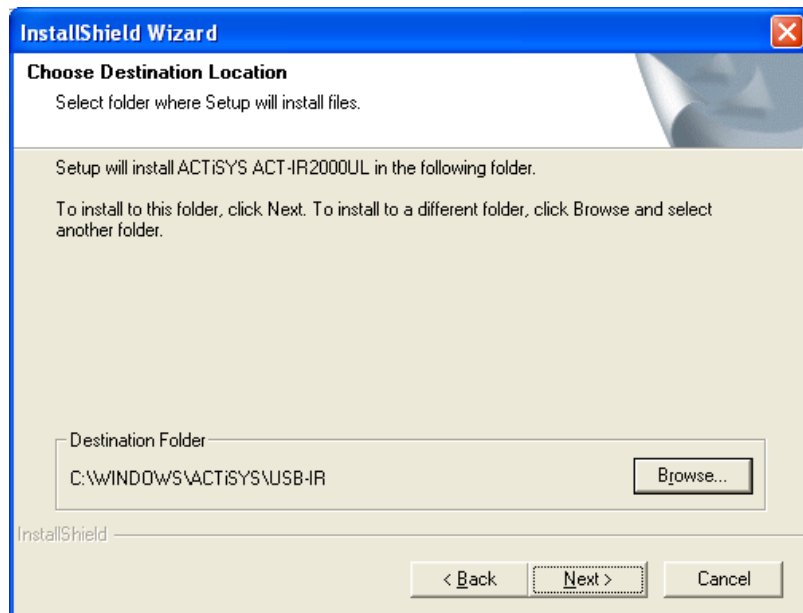 InstallShield Wizard
Choose Destination Location
Select folder where Setup will install files.
Setup will install ACTiSYS ACT-IR2000UL in the following folder.
To install to this folder, click Next. To install to a different folder, click Browse and select
another folder.
Destination Folder
C:\WINDOWS\ACTiSYS\USB-IR
Browse...
InstallShield
< Back
Next >
Cancel